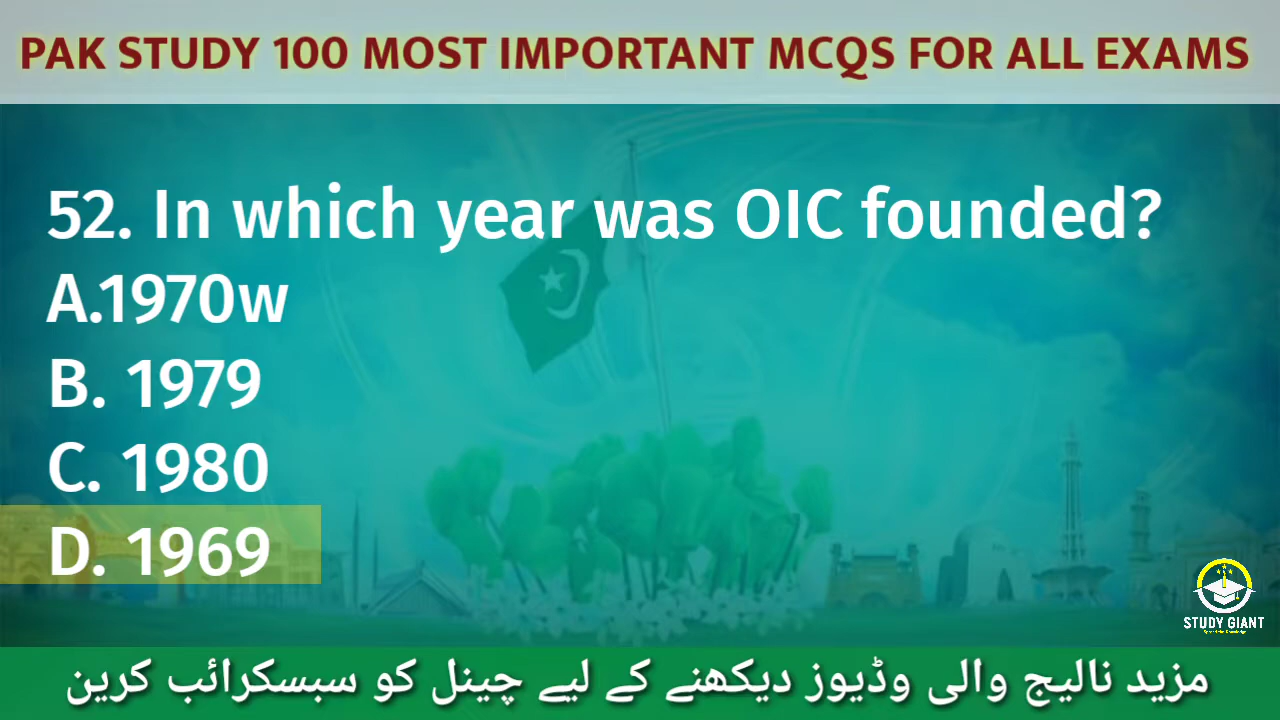 PAK STUDY 100 MOST IMPORTANT MCQS FOR ALL EXAMS
52. In which year was OIC founded?
A.1970w
B. 1979
C. 1980
D. 1969
STUDY GIANT
مزید نالیج والی وڈیوز دیکھنے کے لیے چینل کو سبسکرائب کریں